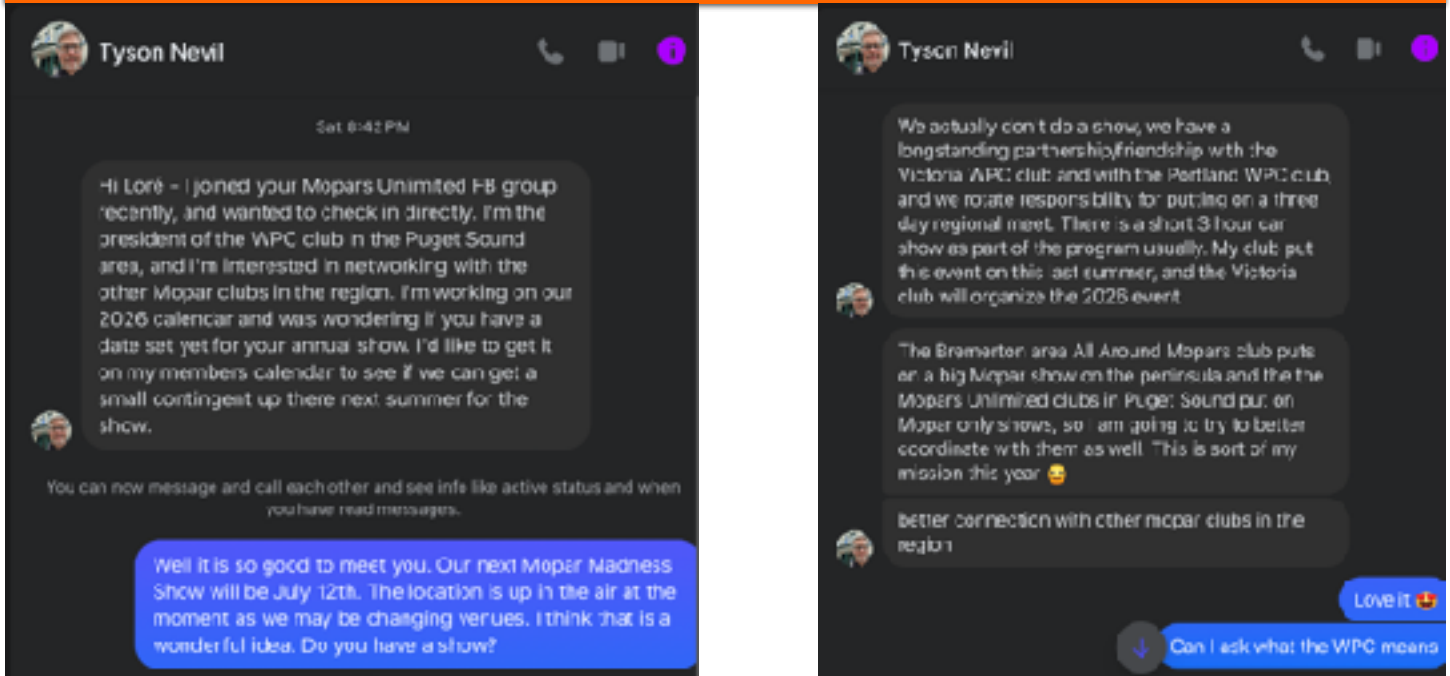 Tyson Nevil
Sat 8:42 PM
Hi Loré – I joined your Mopars Unlimited FB group
recently, and wanted to check in directly. I'm the
president of the WPC club in the Puget Sound
area, and I'm interested in networking with the
other Mopar clubs in the region. I'm working on our
2026 calendar and was wondering if you have a
date set yet for your annual show. I'd like to get it
on my members calendar to see if we can get a
small contingent up there next summer for the
show.
You can now message and call each other and see info like active status and when
you have read messages.
Well it is so good to meet you. Our next Mopar Madness
Show will be July 12th. The location is up in the air at the
moment as we may be changing venues. I think that is a
wonderful idea. Do you have a show?
Tyson Nevil
We actually don't do a show, we have a
longstanding partnership/friendship with the
Victoria WPC club and with the Portland WPC club,
and we rotate responsibility for putting on a three
day regional meet. There is a short 3 hour car
show as part of the program usually. My club put
this event on this last summer, and the Victoria
club will organize the 2026 event
The Bremerton area All Around Mopars club puts
on a big Mopar show on the peninsula and the the
Mopars Unlimited clubs in Puget Sound put on
Mopar only shows, so I am going to try to better
coordinate with them as well. This is sort of my
mission this year 😄
better connection with other mopar clubs in the
region
Love it 🤩
Can I ask what the WPC means